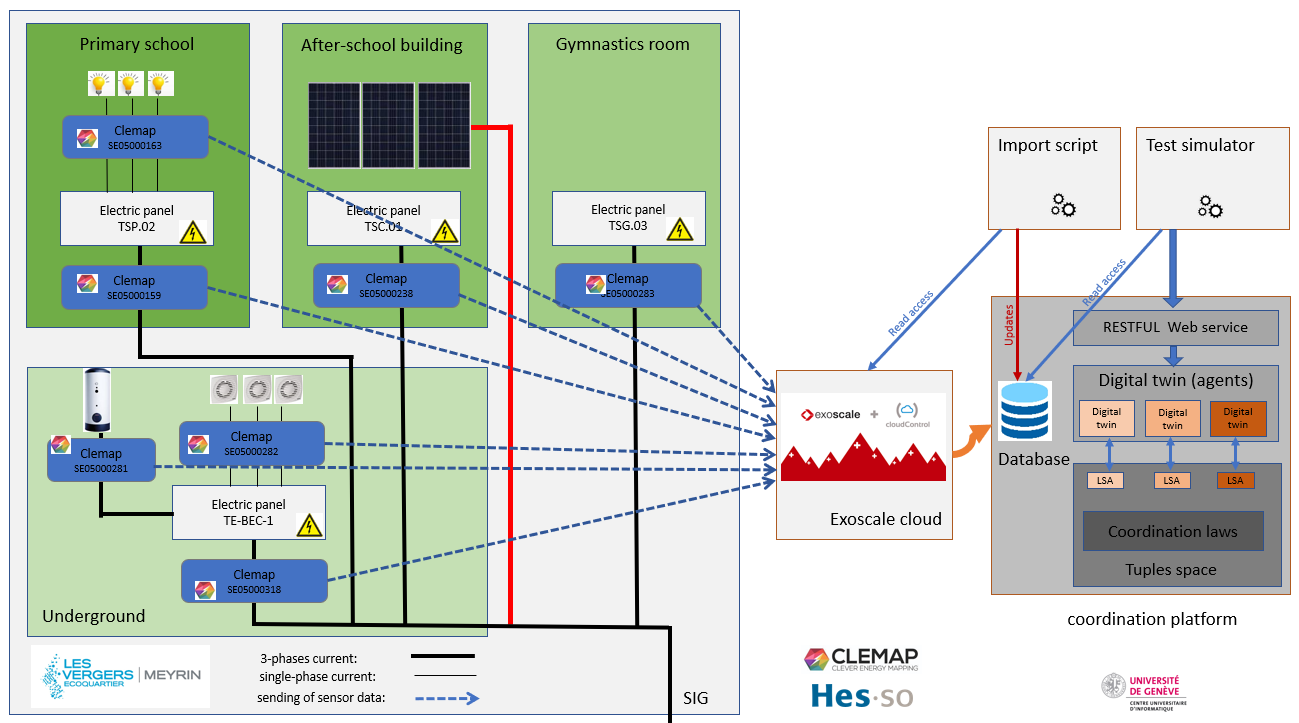 Primary school
Clemap
SE05000163
Electric panel
TSP.02
Clemap
SE05000159
After-school building
Electric panel
TSC.01
Clemap
SE05000238
Gymnastics room
Electric panel
TSG.03
Clemap
SE05000283
Clemap
SE05000281
Clemap
SE05000282
Electric panel
TE-BEC-1
Clemap
SE05000318
Underground
LES
VERGERS
ECOQUARTIER
MEYRIN
3-phases current:
single-phase current:
sending of sensor data:
SIG
exoscale +
cloudControl
Exoscale cloud
Import script
Test simulator
Read access
Updates
Read access
Database
RESTFUL Web service
Digital twin (agents)
Digital
twin
Digital
twin
Digital
twin
LSA
LSA
LSA
Coordination laws
Tuples space
coordination platform
CLEMAP
CLEVER ENERGY MAPPING
Hes·so
UNIVERSITÉ
DE GENÈVE
CENTRE UNIVERSITAIRE
D'INFORMATIQUE